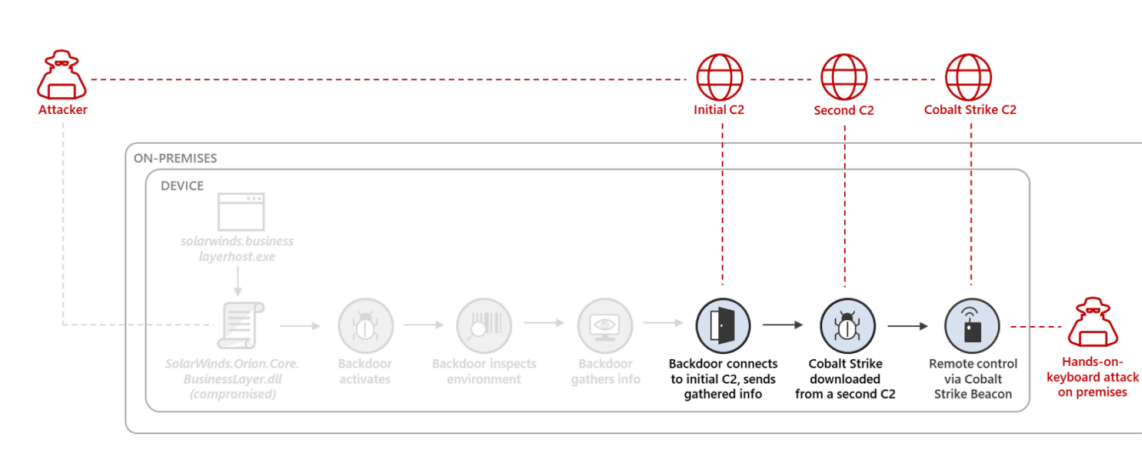 Attacker
Initial C2
Second C2
Cobalt Strike C2
ON-PREMISES
DEVICE
solarwinds.business
layerhost.exe
SolarWinds.Orion.Core.
BusinessLayer.dll
(compromised)
Backdoor
activates
Backdoor inspects
environment
Backdoor
gathers info
Backdoor connects
to initial C2, sends
gathered info
Cobalt Strike
downloaded
from a second C2
Remote control
via Cobalt
Strike Beacon
Hands-on-
keyboard attack
on premises